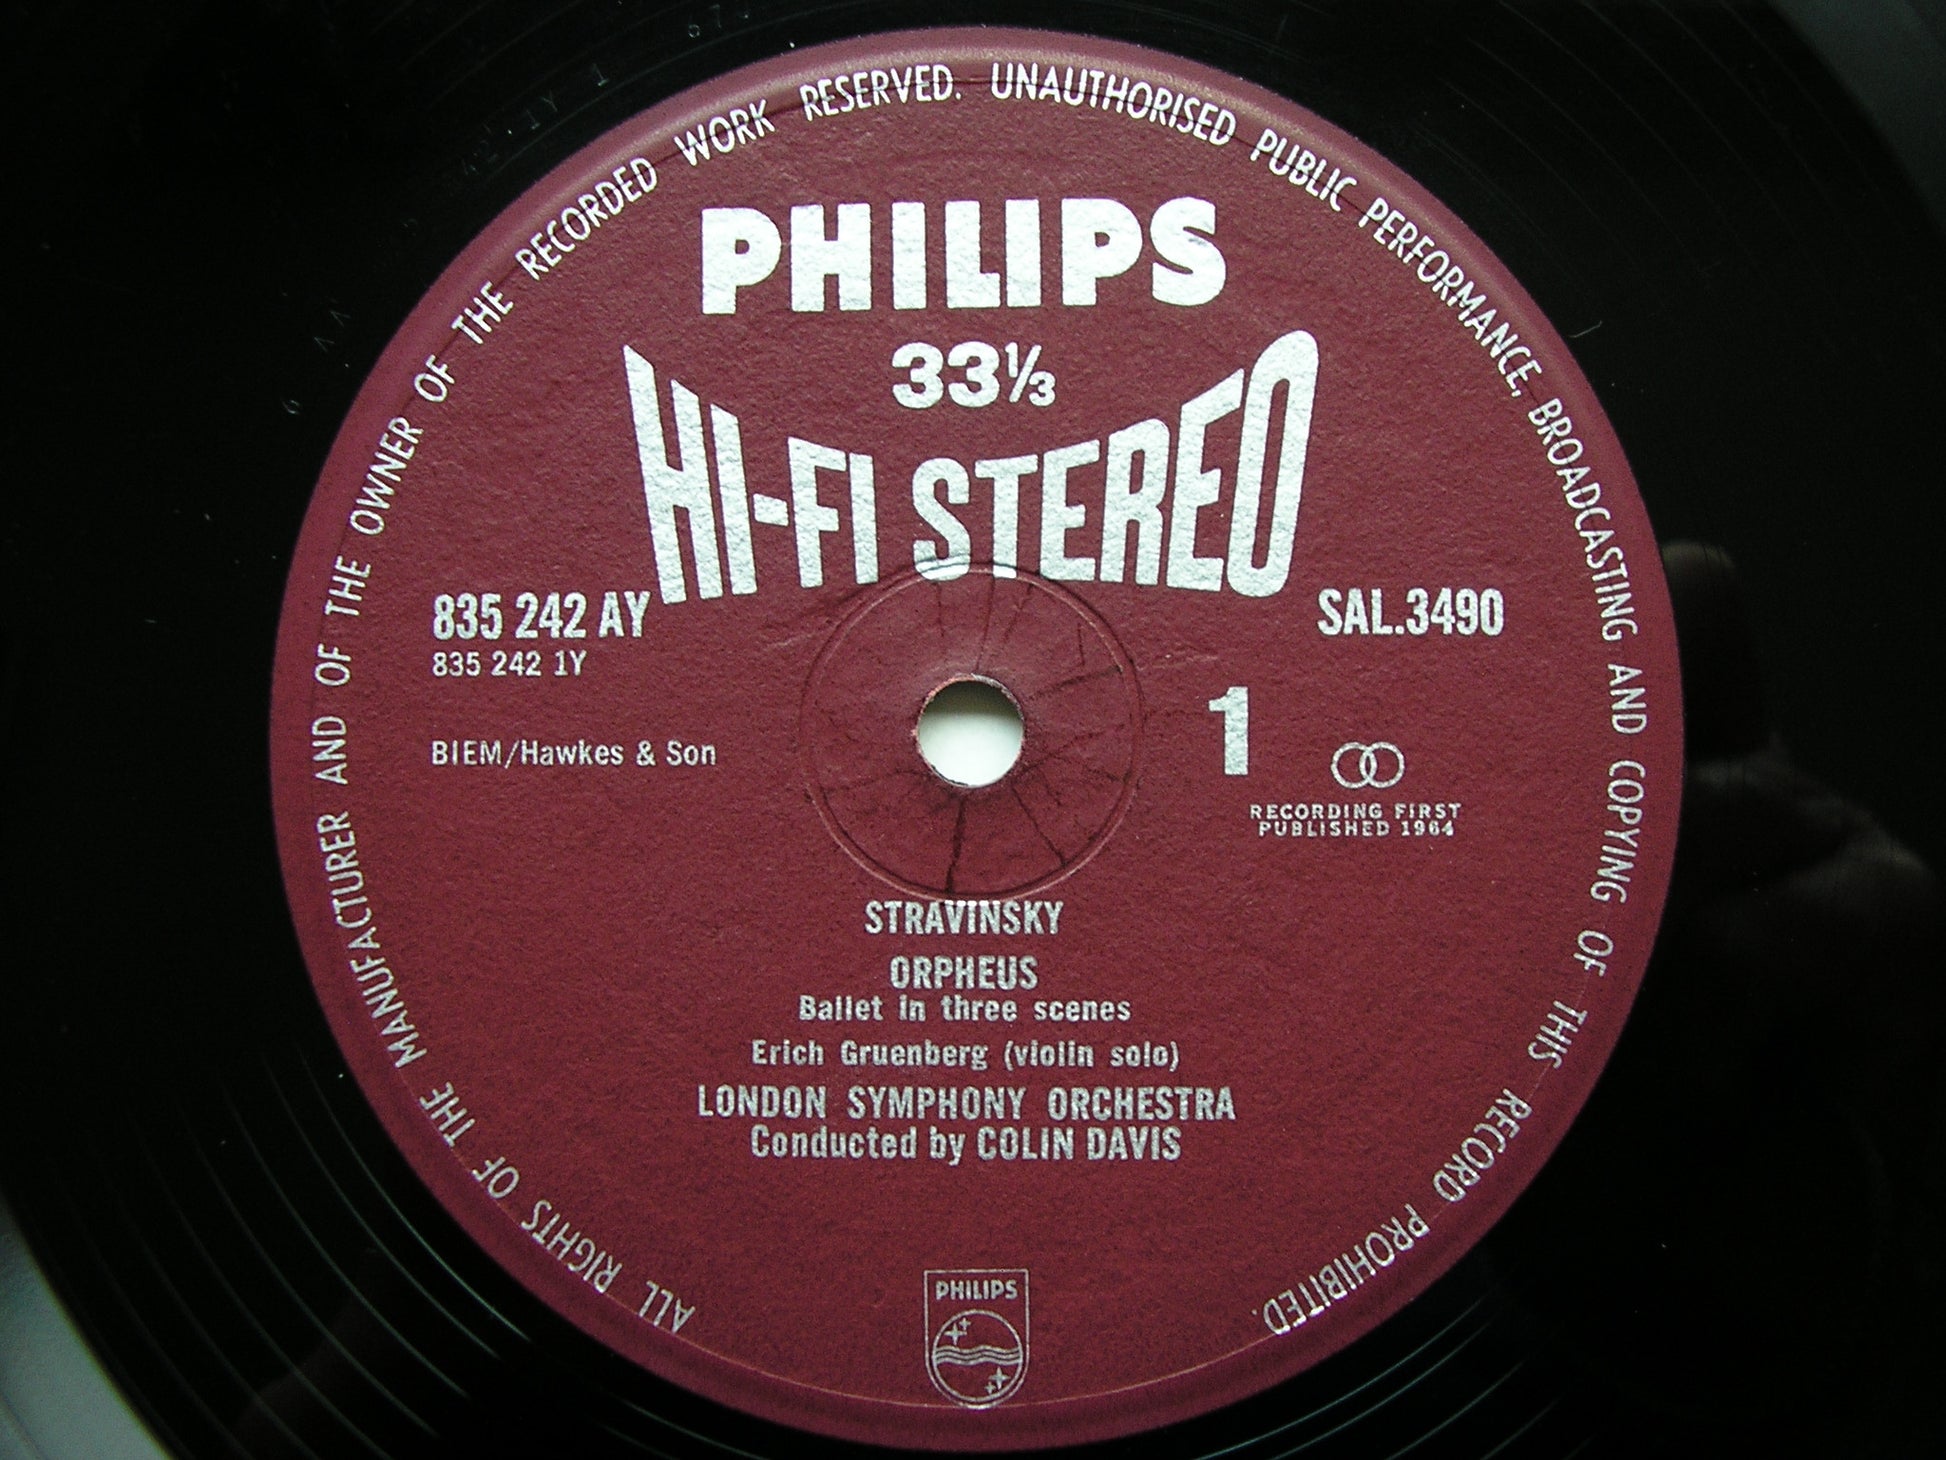 ALL RIGHTS OF THE MANUFACTURER AND OF THE OWNER OF THE RECORDED WORK RESERVED. UNAUTHORISED PUBLIC PERFORMANCE, BROADCASTING AND COPYING OF THIS RECORD PROHIBITED.
PHILIPS
33⅓
HI-FI STEREO
835 242 AY
SAL.3490
835 242 1Y
BIEM/Hawkes & Son
1
RECORDING FIRST
PUBLISHED 1964
STRAVINSKY
ORPHEUS
Ballet in three scenes
Erich Gruenberg (violin solo)
LONDON SYMPHONY ORCHESTRA
Conducted by COLIN DAVIS
PHILIPS